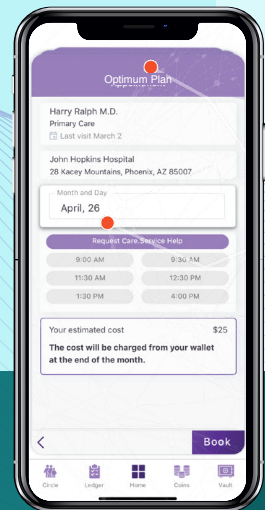 Optimum Plan
Harry Ralph M.D.
Primary Care
Last visit March 2
John Hopkins Hospital
28 Kacey Mountains, Phoenix, AZ 85007
Month and Day
April, 26
Request Care.Service Help
9:00 AM
9:30 AM
11:30 AM
12:30 PM
1:30 PM
4:00 PM
Your estimated cost $25
The cost will be charged from your wallet
at the end of the month.
Book
Circle
Ledger
Home
Coins
Vault